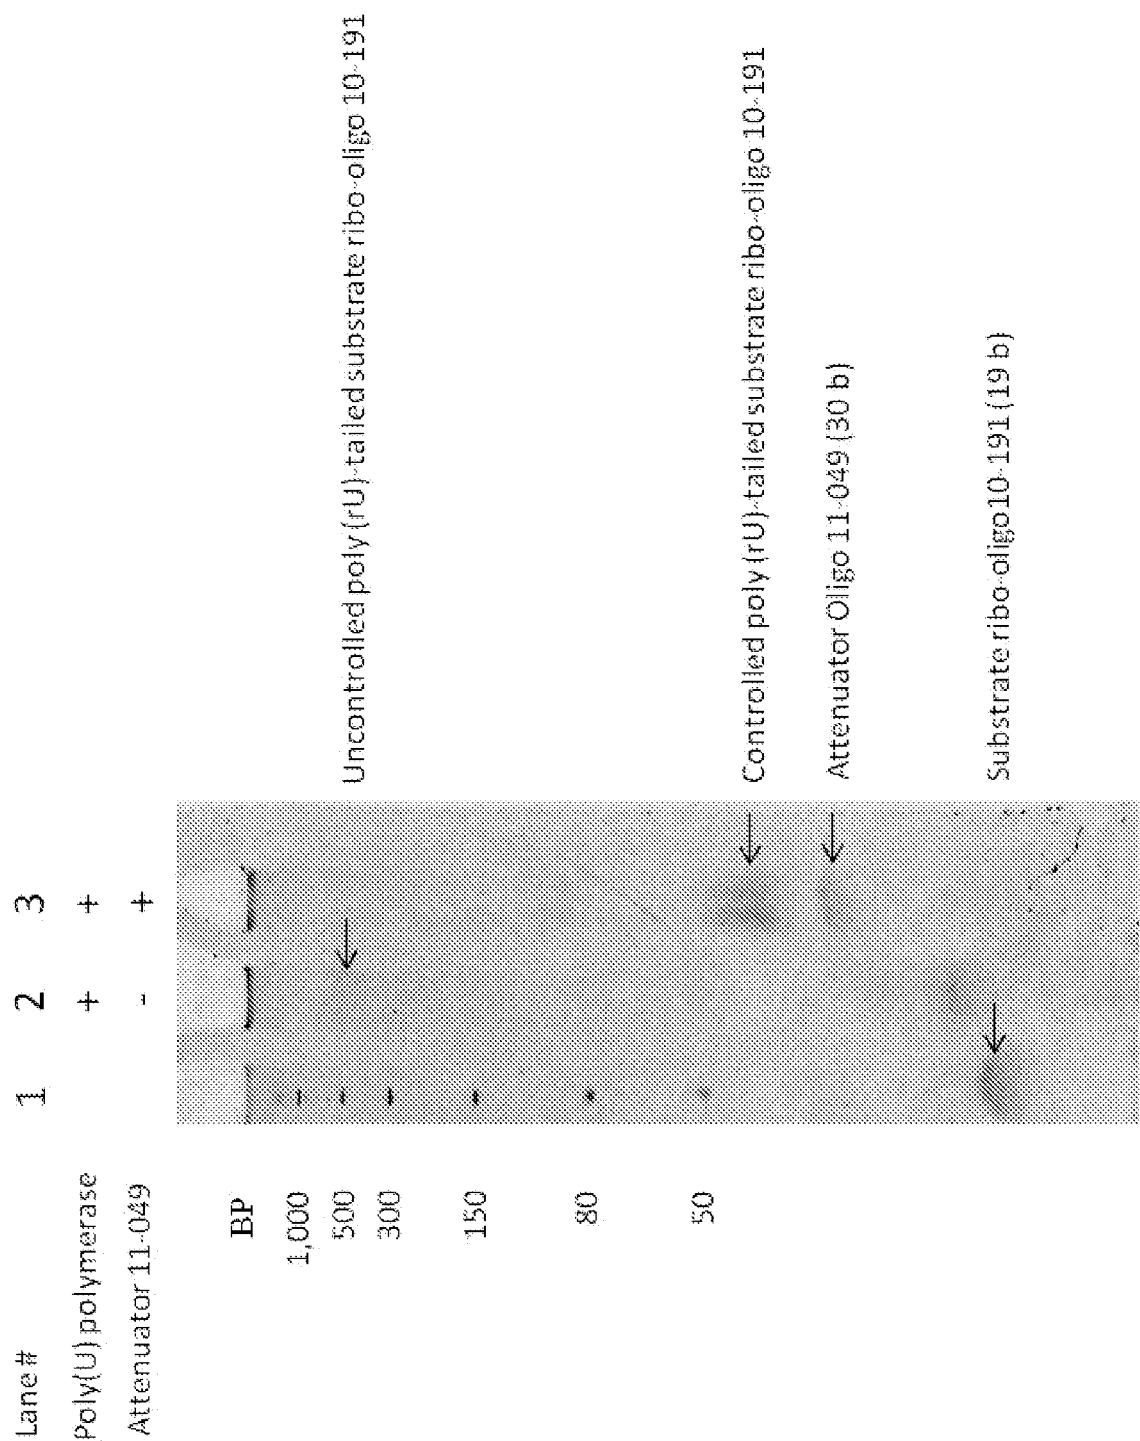 Lane # 1 2 3
Poly(U) polymerase + +
Attenuator 11-049 - +
BP
1,000
500
300
150
80
50
Uncontrolled poly (rU)-tailed substrate ribo-oligo 10-191
Controlled poly (rU)-tailed substrate ribo-oligo 10-191
Attenuator Oligo 11-049 (30 b)
Substrate ribo-oligo10-191 (19 b)